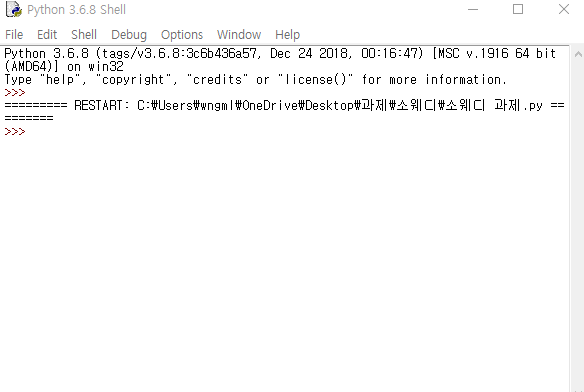 Python 3.6.8 Shell
File Edit Shell Debug Options Window Help
Python 3.6.8 (tags/v3.6.8:3c6b436a57, Dec 24 2018, 00:16:47) [MSC v.1916 64 bit
(AMD64)] on win32
Type "help", "copyright", "credits" or "license()" for more information.
>>>
========= RESTART: C:₩Users₩wngml₩OneDrive₩Desktop₩과제₩소웨디₩소웨디 과제.py ==
=======
>>>